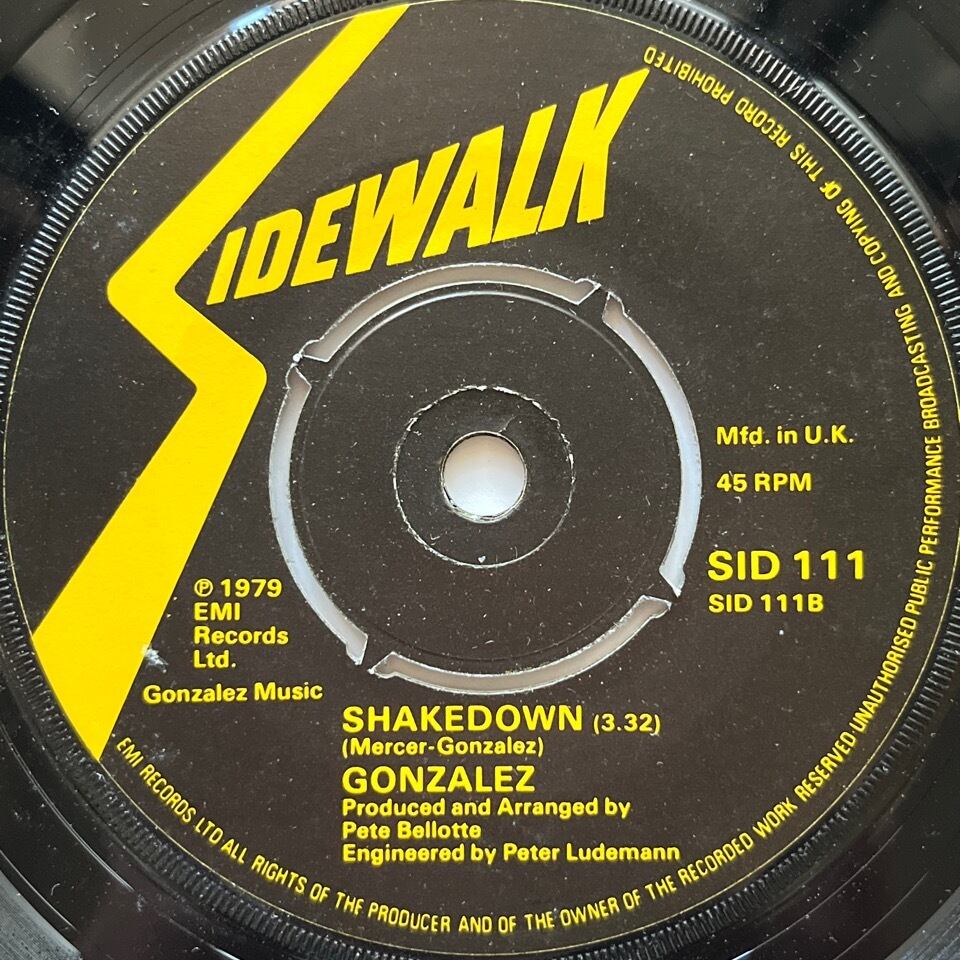 SIDEWALK
Mfd. in U.K.
45 RPM
SID 111
SID 111B
℗ 1979
EMI
Records
Ltd.
Gonzalez Music
SHAKEDOWN (3.32)
(Mercer-Gonzalez)
GONZALEZ
Produced and Arranged by
Pete Bellotte
Engineered by Peter Ludemann
EMI RECORDS LTD ALL RIGHTS OF THE PRODUCER AND OF THE OWNER OF THE RECORDED WORK RESERVED UNAUTHORISED PUBLIC PERFORMANCE BROADCASTING AND COPYING OF THIS RECORD PROHIBITED